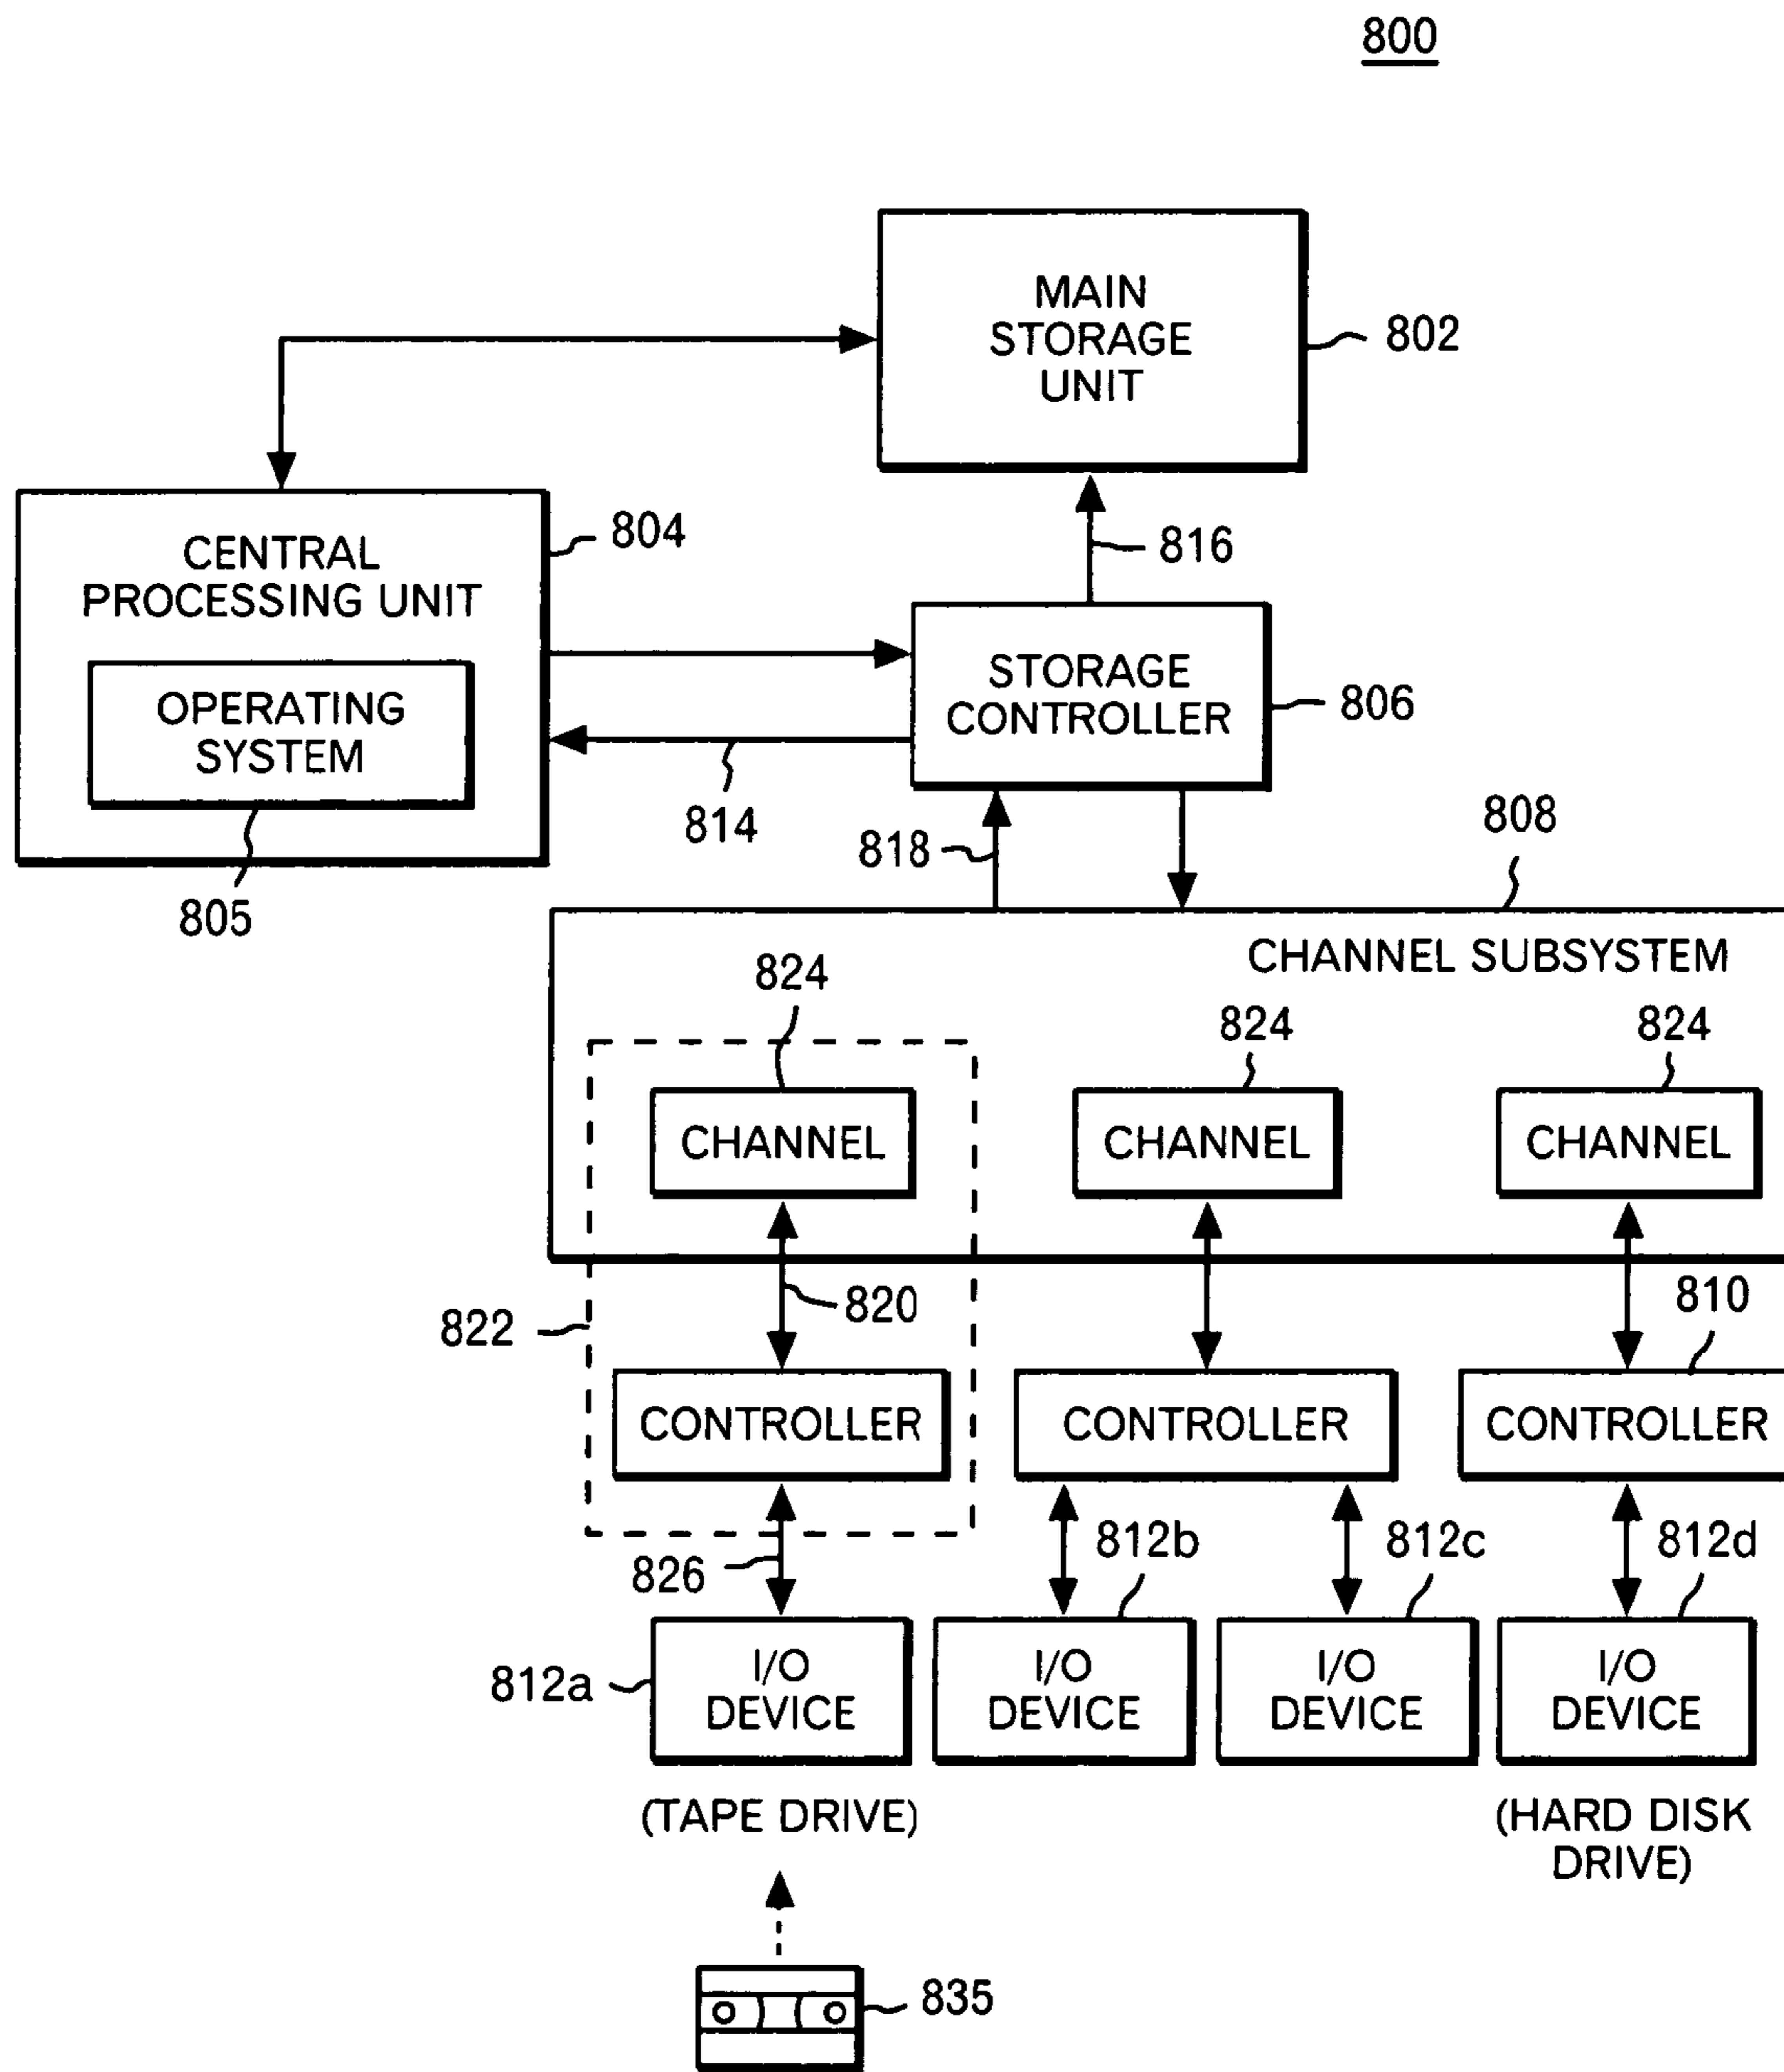 800
MAIN
STORAGE
UNIT
802
804
CENTRAL
PROCESSING UNIT
816
OPERATING
SYSTEM
STORAGE
CONTROLLER
806
814
818
808
805
CHANNEL SUBSYSTEM
824
824
824
CHANNEL
CHANNEL
CHANNEL
822
820
810
CONTROLLER
CONTROLLER
CONTROLLER
826
812b
812c
812d
812a
I/O
DEVICE
I/O
DEVICE
I/O
DEVICE
I/O
DEVICE
(TAPE DRIVE)
(HARD DISK
DRIVE)
835